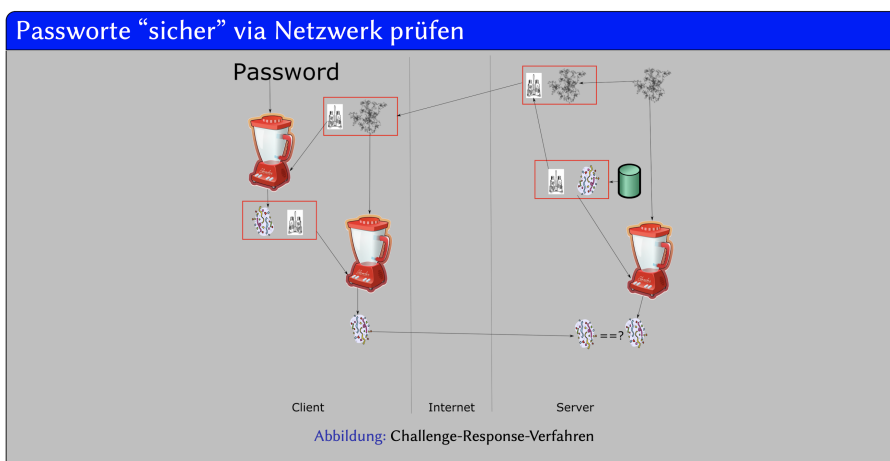 Passworte “sicher” via Netzwerk prüfen
Password
==?
Client
Internet
Server
Abbildung: Challenge-Response-Verfahren